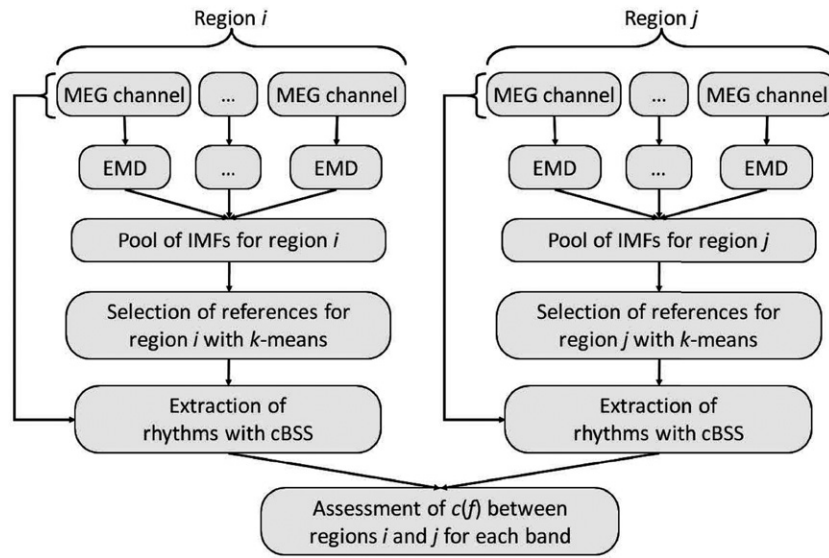 Region i
MEG channel
...
MEG channel
EMD
...
EMD
Pool of IMFs for region i
Selection of references for
region i with k-means
Extraction of
rhythms with cBSS
Region j
MEG channel
...
MEG channel
EMD
...
EMD
Pool of IMFs for region j
Selection of references for
region j with k-means
Extraction of
rhythms with cBSS
Assessment of c(f) between
regions i and j for each band